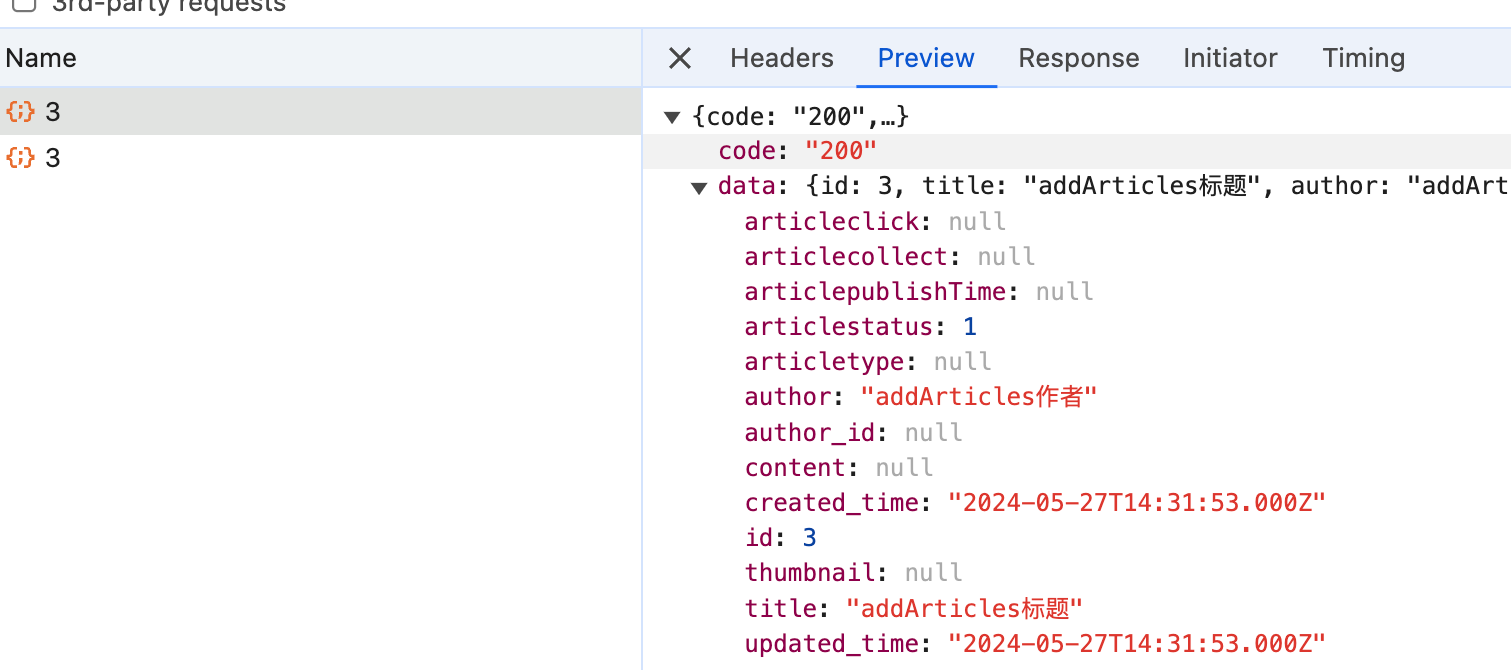 3rd-party requests
Name
3
3
Headers Preview Response Initiator Timing
{code: "200",…}
code: "200"
data: {id: 3, title: "addArticles标题", author: "addArt
articleclick: null
articlecollect: null
articlepublishTime: null
articlestatus: 1
articletype: null
author: "addArticles作者"
author_id: null
content: null
created_time: "2024-05-27T14:31:53.000Z"
id: 3
thumbnail: null
title: "addArticles标题"
updated_time: "2024-05-27T14:31:53.000Z"